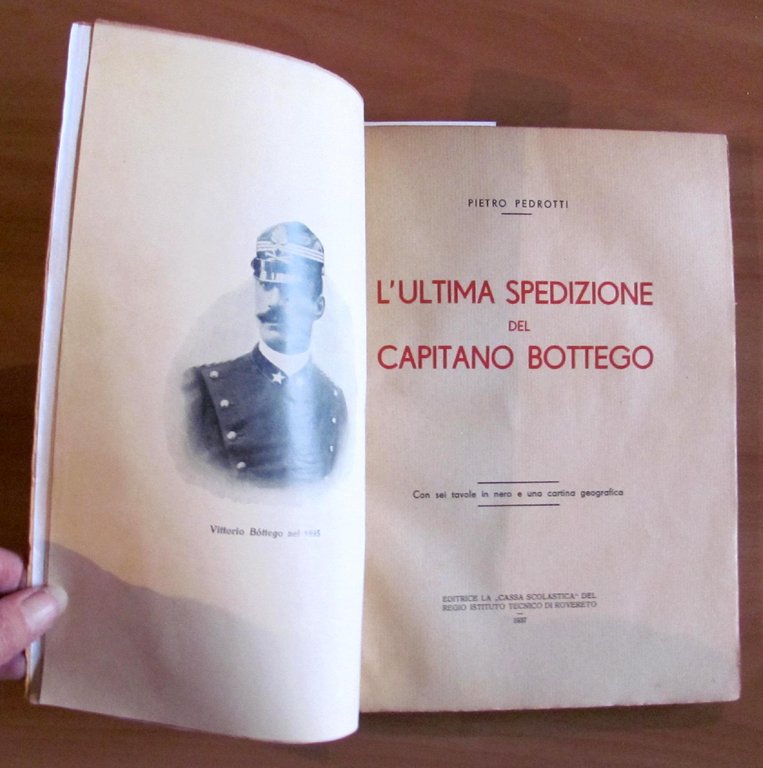 Vittorio Bòttego nel 1895
PIETRO PEDROTTI
L'ULTIMA SPEDIZIONE
DEL
CAPITANO BOTTEGO
Con sei tavole in nero e una cartina geografica
EDITRICE LA „CASSA SCOLASTICA" DEL
REGIO ISTITUTO TECNICO DI ROVERETO
1937